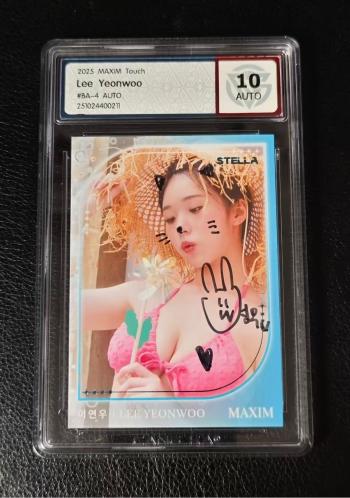 2025 MAXIM Touch
Lee Yeonwoo
#BA-4 AUTO
251024400211
10
AUTO
STELLA
이연우 LEE YEONWOO
MAXIM